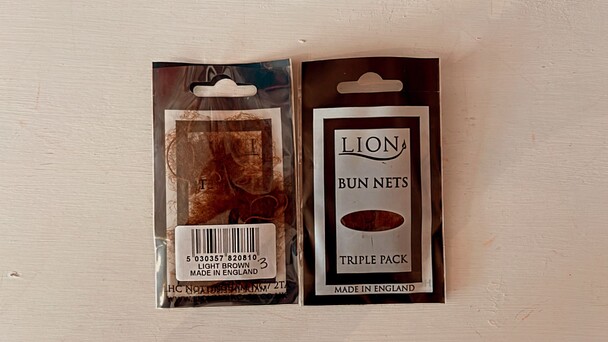 5 030357 820810
LIGHT BROWN
MADE IN ENGLAND
3
LION
BUN NETS
TRIPLE PACK
MADE IN ENGLAND